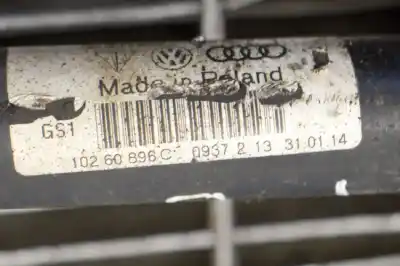 Made in Poland
GS1
102 60 896 C 0937 2 13 31.01.14